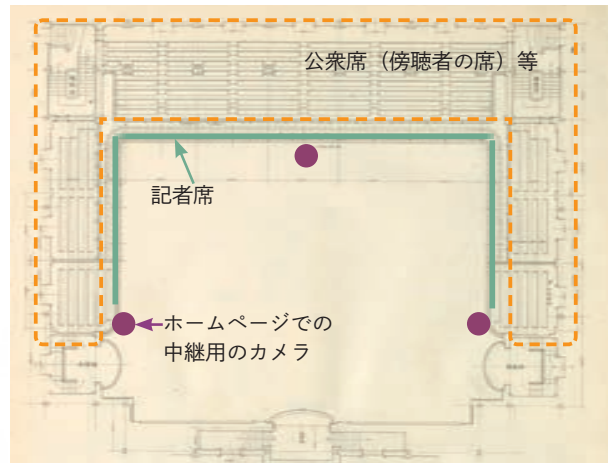 公衆席（傍聴者の席）等
記者席
ホームページでの
中継用のカメラ